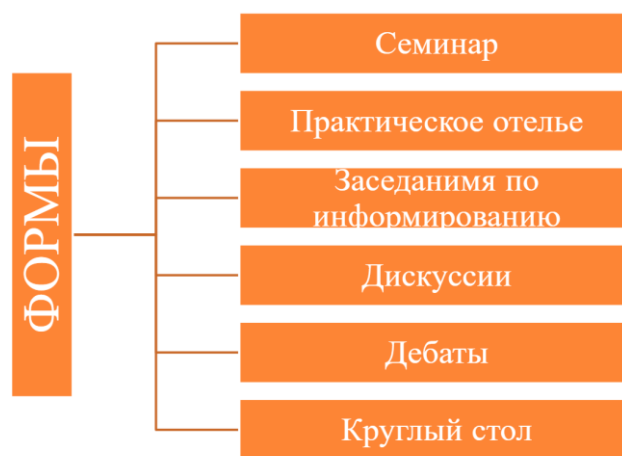 ФОРМЫ
Семинар
Практическое отелье
Заседанимя по
информированию
Дискуссии
Дебаты
Круглый стол